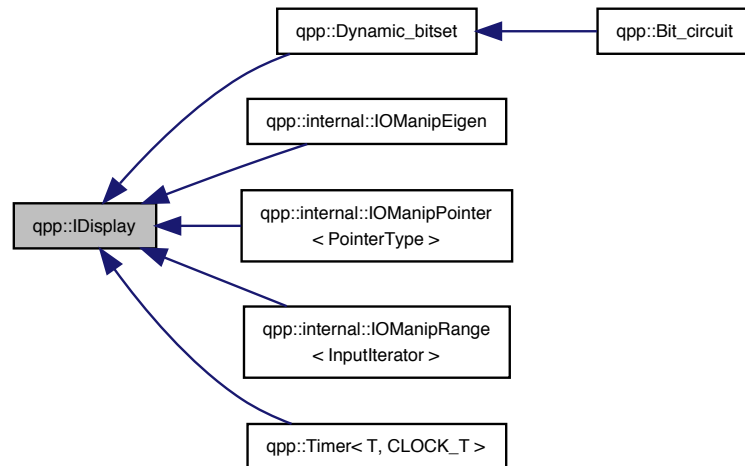 qpp::Dynamic_bitset
qpp::Bit_circuit
qpp::internal::IOManipEigen
qpp::internal::IOManipPointer
< PointerType >
qpp::IDisplay
qpp::internal::IOManipRange
< InputIterator >
qpp::Timer< T, CLOCK_T >